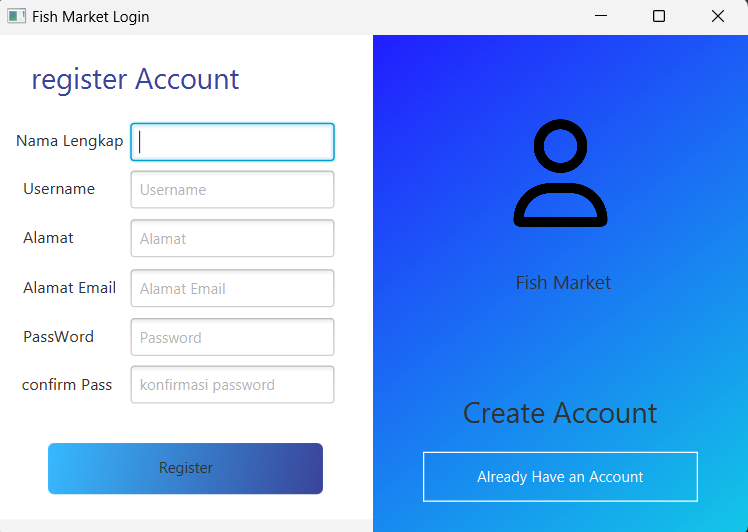 Fish Market Login
register Account
Nama Lengkap
Username
Username
Alamat
Alamat
Alamat Email
Alamat Email
PassWord
Password
confirm Pass
konfirmasi password
Register
Fish Market
Create Account
Already Have an Account